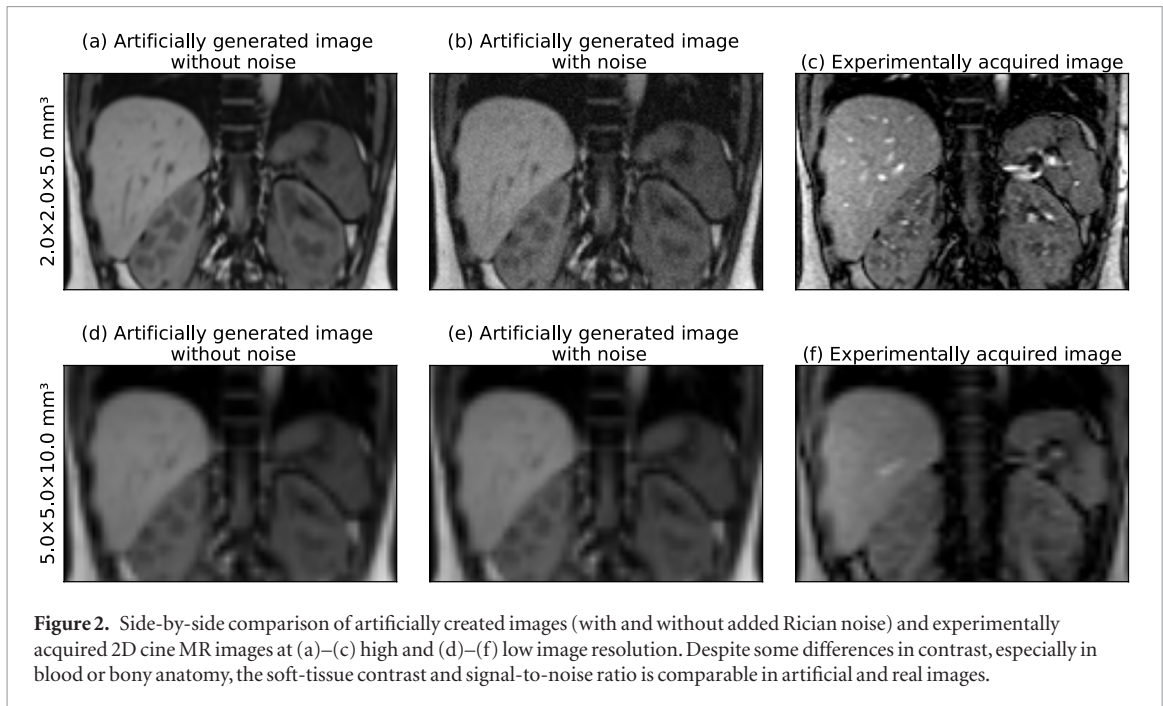 (a) Artificially generated image
without noise
(b) Artificially generated image
with noise
(c) Experimentally acquired image
2.0×2.0×5.0 mm³
(d) Artificially generated image
without noise
(e) Artificially generated image
with noise
(f) Experimentally acquired image
5.0×5.0×10.0 mm³
Figure 2. Side-by-side comparison of artificially created images (with and without added Rician noise) and experimentally
acquired 2D cine MR images at (a)–(c) high and (d)–(f) low image resolution. Despite some differences in contrast, especially in
blood or bony anatomy, the soft-tissue contrast and signal-to-noise ratio is comparable in artificial and real images.